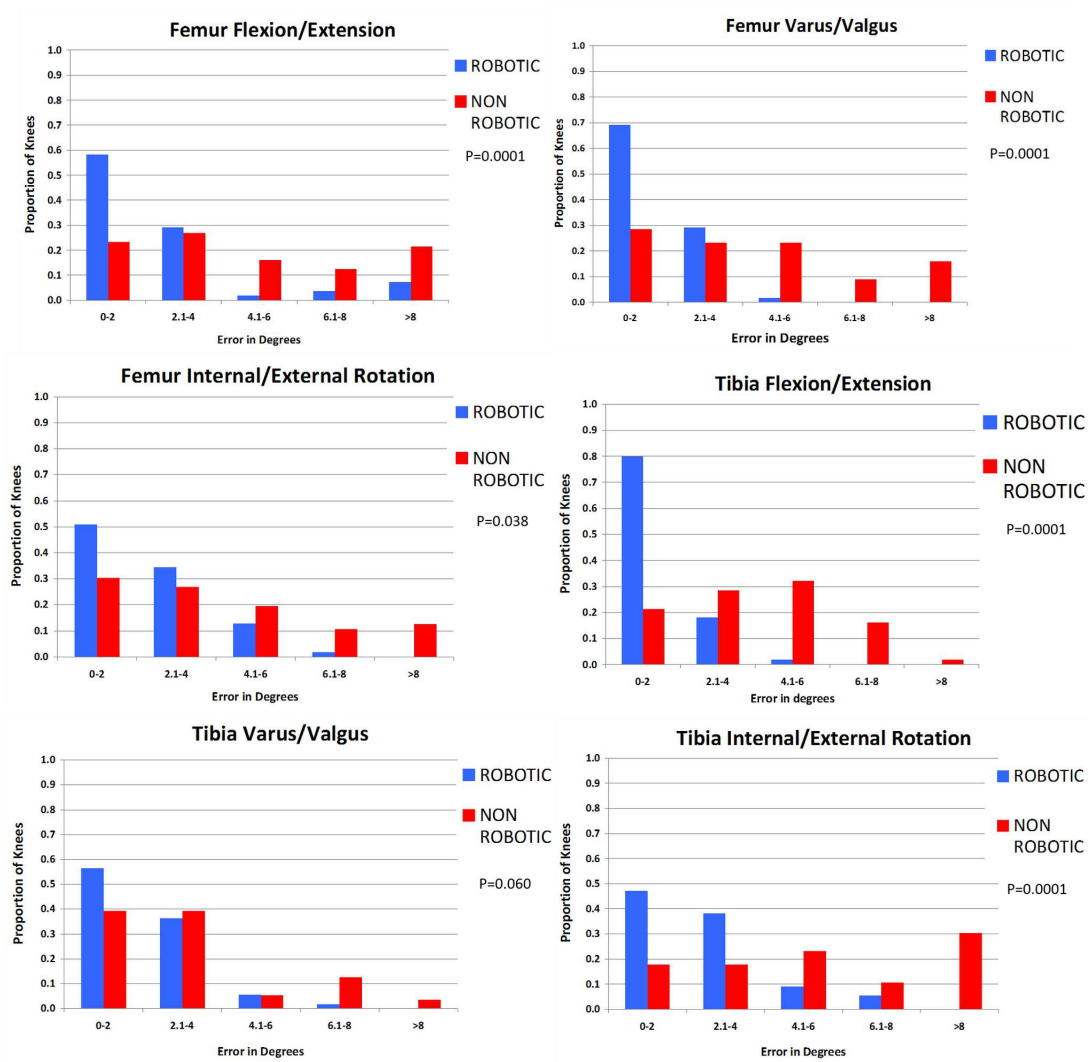 Femur Flexion/Extension
1.0
0.9
0.8
0.7
0.6
0.5
0.4
0.3
0.2
0.1
0.0
Proportion of Knees
0-2 2.1-4 4.1-6 6.1-8 >8
Error in Degrees
ROBOTIC
NON
ROBOTIC
P=0.0001
Femur Varus/Valgus
1.0
0.9
0.8
0.7
0.6
0.5
0.4
0.3
0.2
0.1
0.0
Proportion of Knees
0-2 2.1-4 4.1-6 6.1-8 >8
Error in Degrees
ROBOTIC
NON
ROBOTIC
P=0.0001
Femur Internal/External Rotation
1.0
0.9
0.8
0.7
0.6
0.5
0.4
0.3
0.2
0.1
0.0
Proportion of Knees
0-2 2.1-4 4.1-6 6.1-8 >8
Error in Degrees
ROBOTIC
NON
ROBOTIC
P=0.038
Tibia Flexion/Extension
1.0
0.9
0.8
0.7
0.6
0.5
0.4
0.3
0.2
0.1
0.0
Proportion of Knees
0-2 2.1-4 4.1-6 6.1-8 >8
Error in degrees
ROBOTIC
NON
ROBOTIC
P=0.0001
Tibia Varus/Valgus
1.0
0.9
0.8
0.7
0.6
0.5
0.4
0.3
0.2
0.1
0.0
Proportion of Knees
0-2 2.1-4 4.1-6 6.1-8 >8
Error in Degrees
ROBOTIC
NON
ROBOTIC
P=0.060
Tibia Internal/External Rotation
1.0
0.9
0.8
0.7
0.6
0.5
0.4
0.3
0.2
0.1
0.0
Proportion of Knees
0-2 2.1-4 4.1-6 6.1-8 >8
Error in Degrees
ROBOTIC
NON
ROBOTIC
P=0.0001